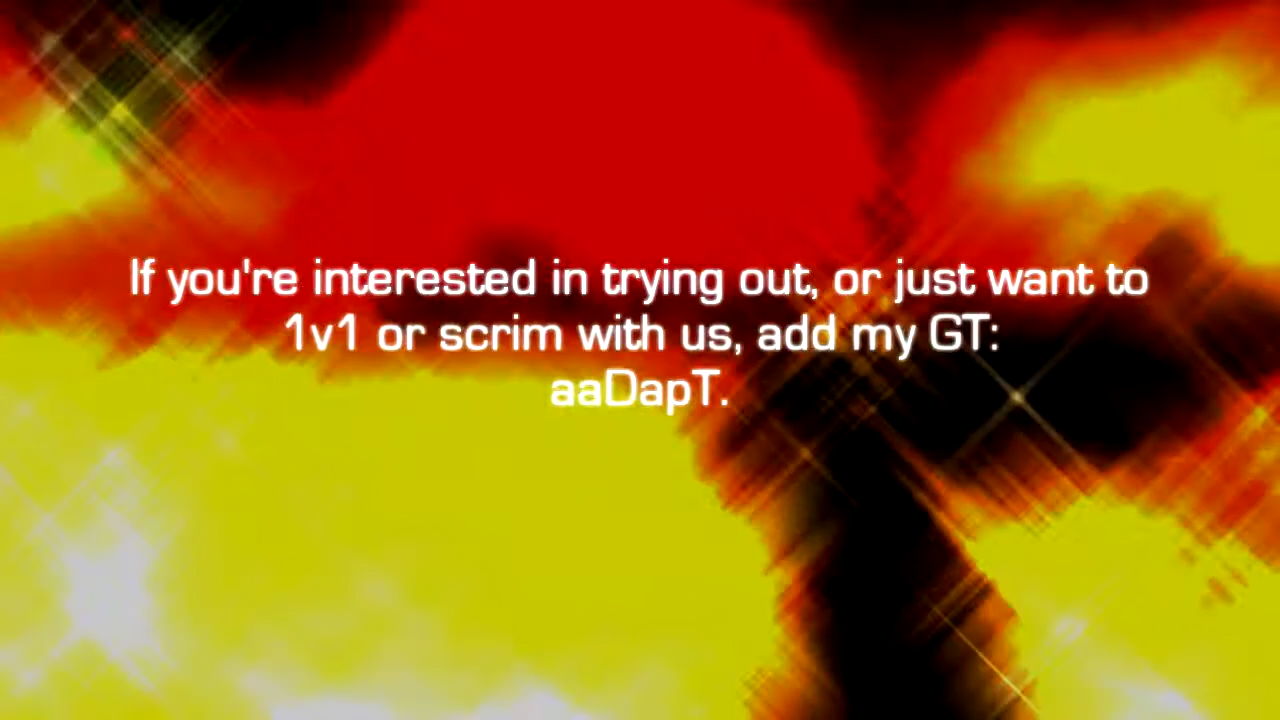 If you're interested in trying out, or just want to
1v1 or scrim with us, add my GT:
aaDapT.